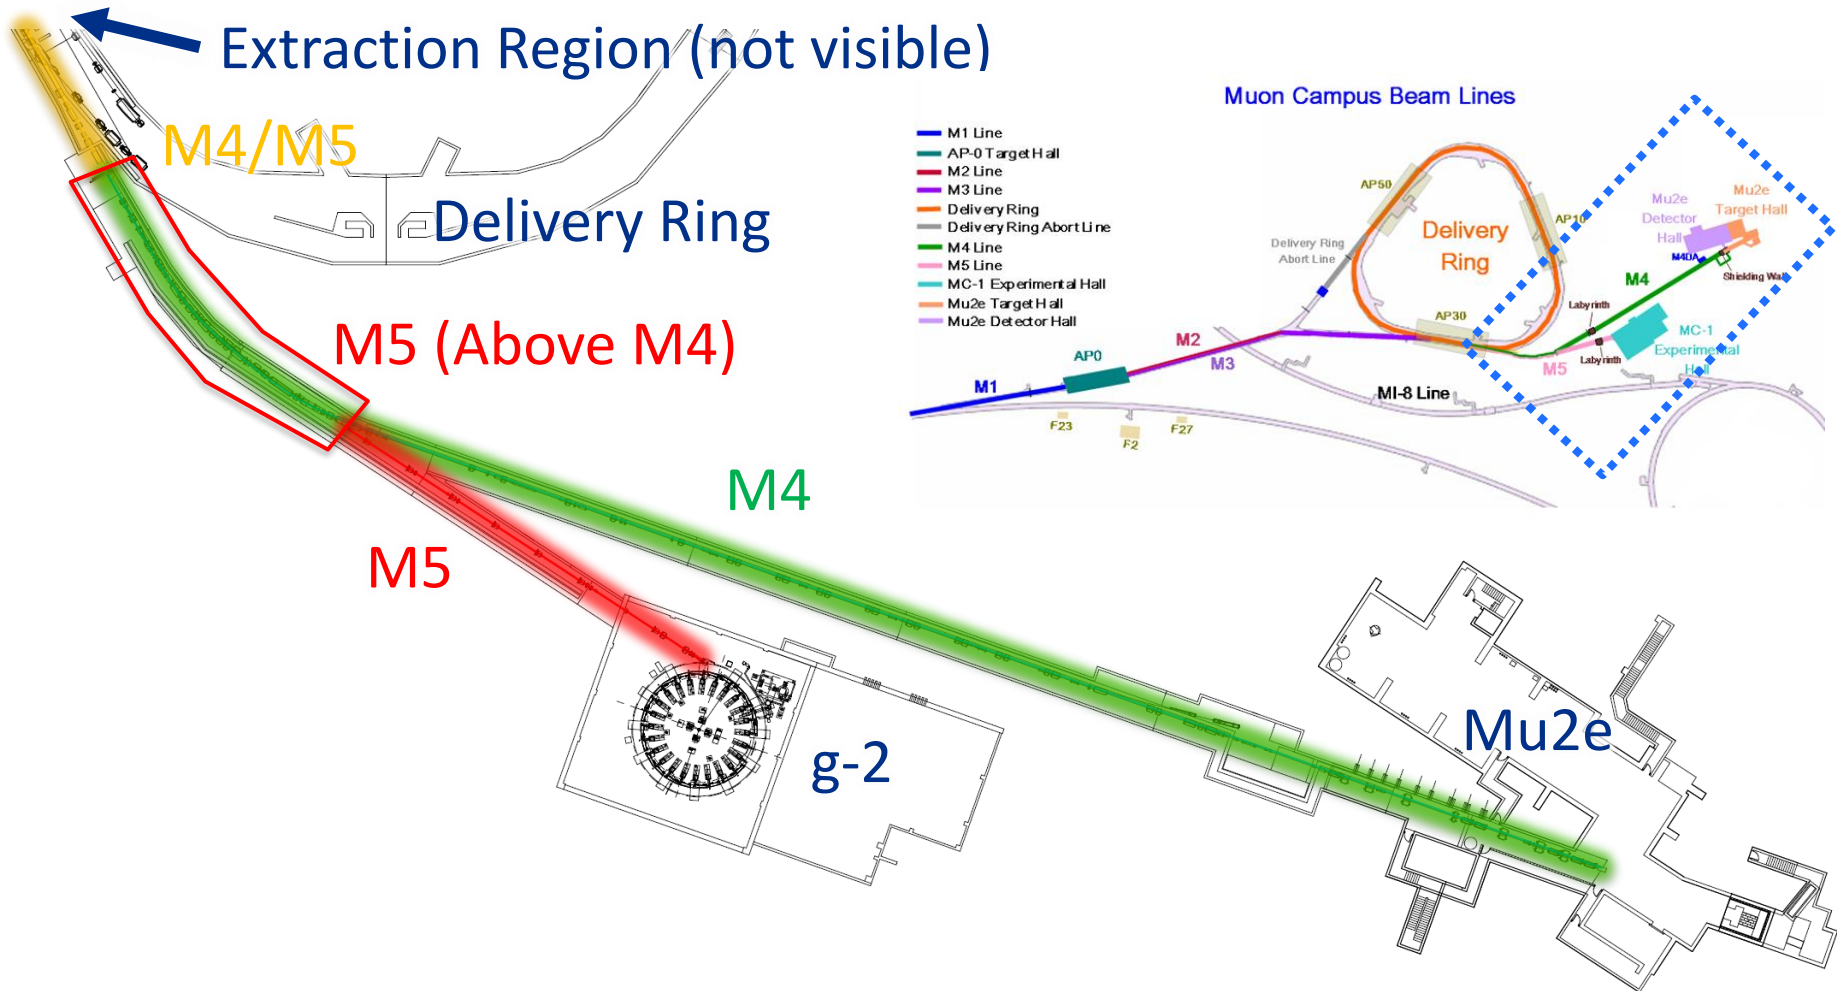 Extraction Region (not visible)
M4/M5
Delivery Ring
M5 (Above M4)
M4
M5
g-2
Mu2e
Muon Campus Beam Lines
M1 Line
AP-0 Target Hall
M2 Line
M3 Line
Delivery Ring
Delivery Ring Abort Line
M4 Line
M5 Line
MC-1 Experimental Hall
Mu2e Target Hall
Mu2e Detector Hall
AP50
AP10
Delivery
Ring
Delivery Ring
Abort Line
AP30
Mu2e
Target Hall
Mu2e
Detector
Hall
M4DA
Shielding Wall
M4
Labyrinth
MC-1
Experimental
Hall
Labyrinth
M5
M2
M3
AP0
M1
MI-8 Line
F23
F2
F27